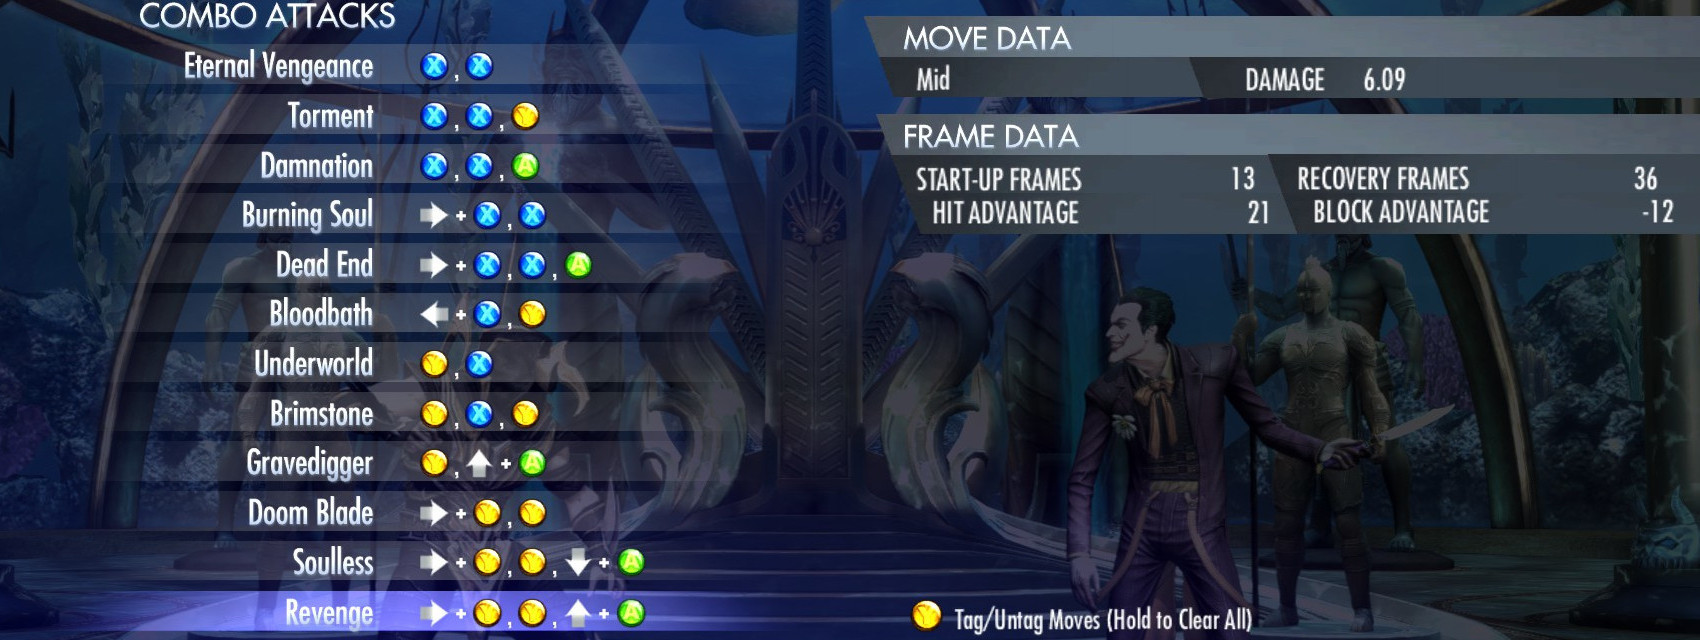 COMBO ATTACKS
Eternal Vengeance X , X
Torment X , X , Y
Damnation X , X , A
Burning Soul → + X , X
Dead End → + X , X , A
Bloodbath ← + X , Y
Underworld Y , X
Brimstone Y , X , Y
Gravedigger Y , ↑ + A
Doom Blade → + Y , Y
Soulless → + Y , Y , ↓ + A
Revenge → + Y , Y , ↑ + A
MOVE DATA
Mid DAMAGE 6.09
FRAME DATA
START-UP FRAMES 13 RECOVERY FRAMES 36
HIT ADVANTAGE 21 BLOCK ADVANTAGE -12
Y Tag/Untag Moves (Hold to Clear All)